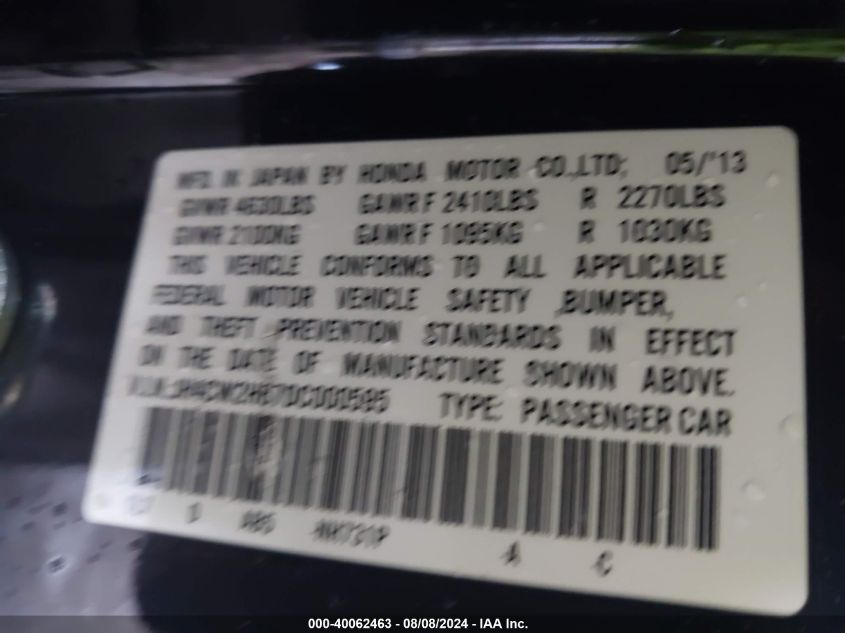 MFD. IN JAPAN BY HONDA MOTOR CO.,LTD; 05/'13
GVWR 4630LBS GAWR F 2410LBS R 2270LBS
GVWR 2100KG GAWR F 1095KG R 1030KG
THIS VEHICLE CONFORMS TO ALL APPLICABLE
FEDERAL MOTOR VEHICLE SAFETY ,BUMPER,
AND THEFT PREVENTION STANDARDS IN EFFECT
ON THE DATE OF MANUFACTURE SHOWN ABOVE.
V.I.N: TYPE: PASSENGER CAR
NH731P
A C
000-40062463 - 08/08/2024 - IAA Inc.